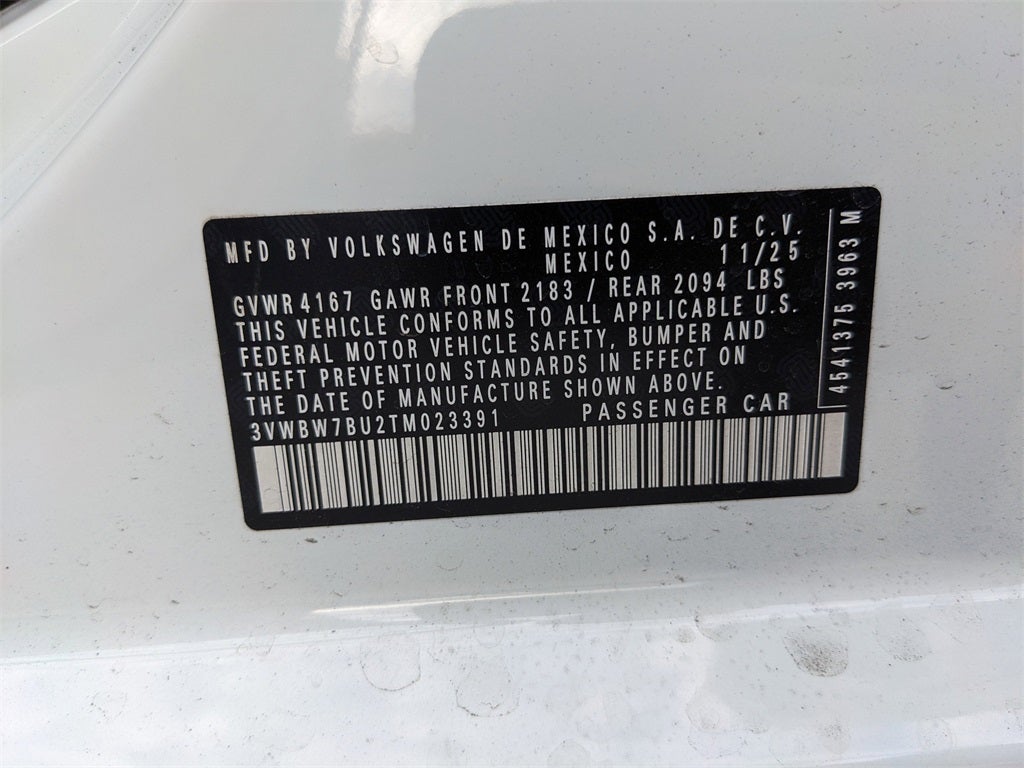 MFD BY VOLKSWAGEN DE MEXICO S.A. DE C.V.
MEXICO 11/25
GVWR 4167 GAWR FRONT 2183 / REAR 2094 LBS
THIS VEHICLE CONFORMS TO ALL APPLICABLE U.S.
FEDERAL MOTOR VEHICLE SAFETY, BUMPER AND
THEFT PREVENTION STANDARDS IN EFFECT ON
THE DATE OF MANUFACTURE SHOWN ABOVE.
3VWBW7BU2TM023391 PASSENGER CAR
4541375 3963 M